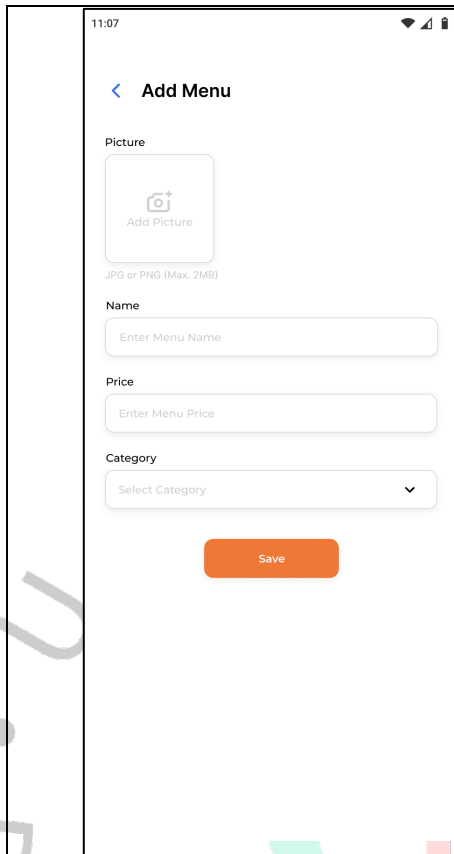 11:07
Add Menu
Picture
Add Picture
JPG or PNG (Max. 2MB)
Name
Enter Menu Name
Price
Enter Menu Price
Category
Select Category
Save